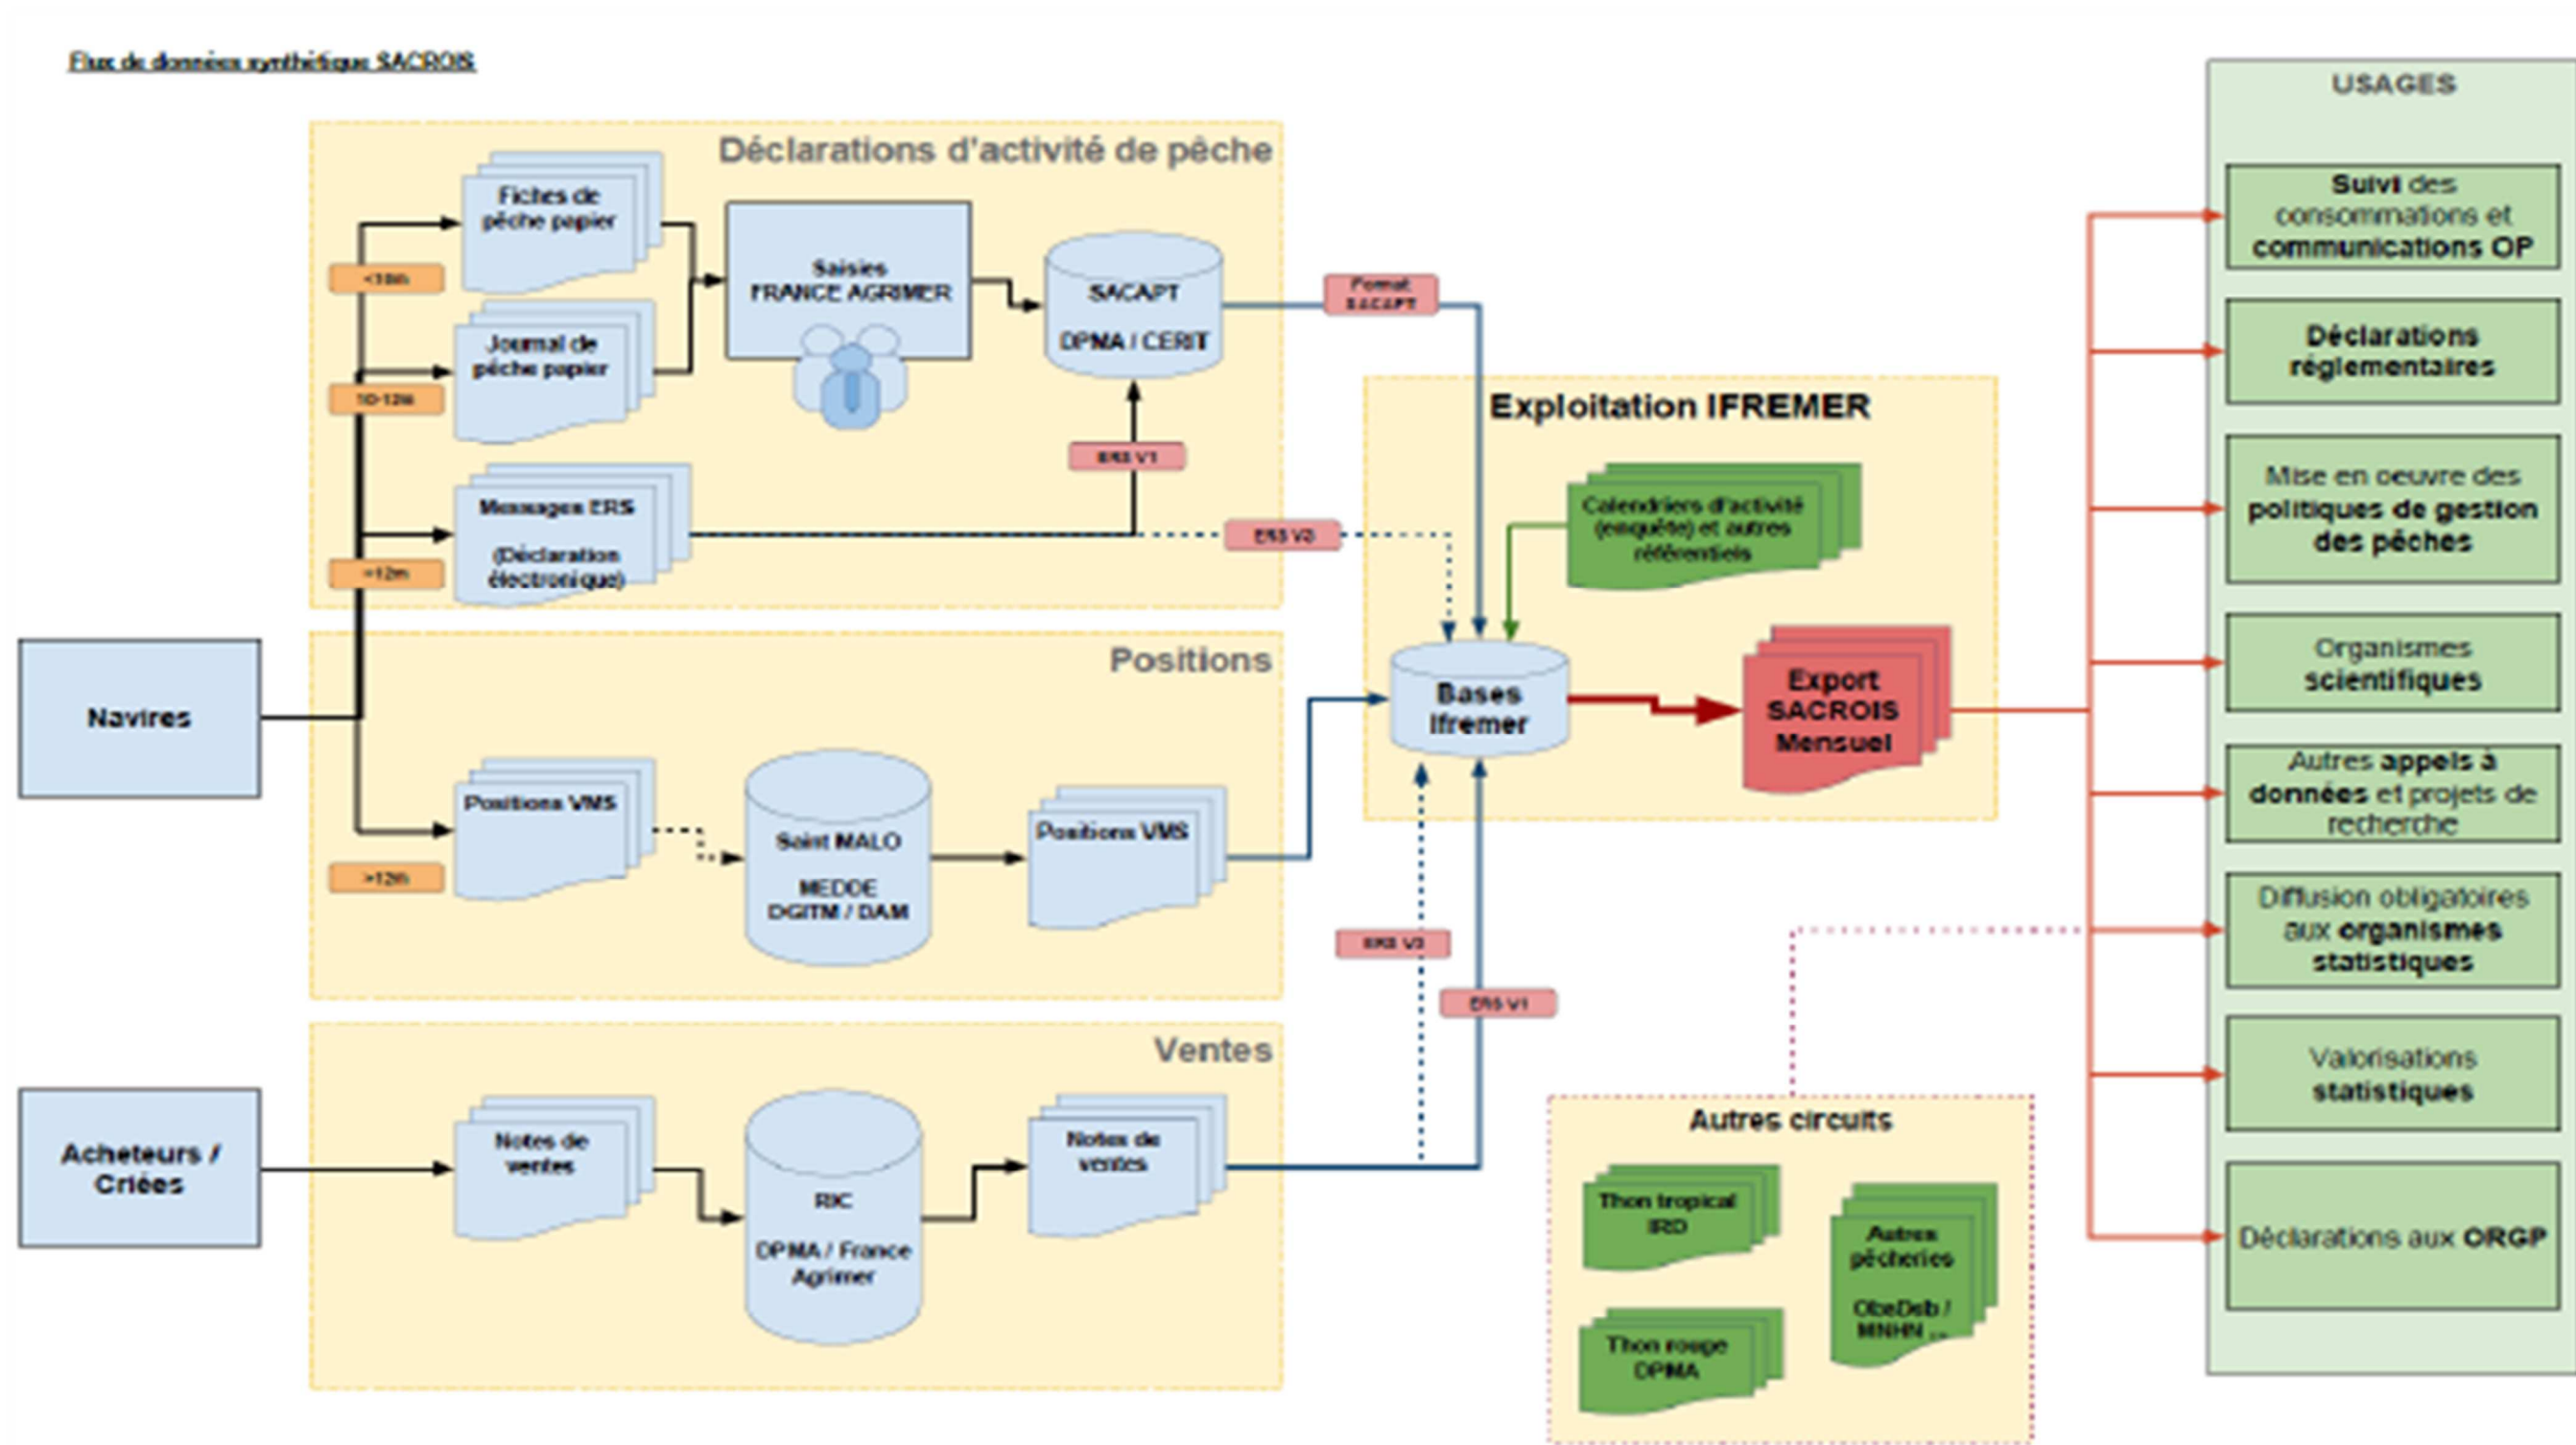 Flux de données synthétique SACROIS
Déclarations d'activité de pêche
Fiches de
pêche papier
<10m
Journal de
pêche papier
10-12m
Messages ERS
(Déclaration
électronique)
Saisies
FRANCE AGRIMER
SACAPT
DPMA / CERIT
ERS V1
Format
SACAPT
Navires
Positions
Positions VMS
>12m
Saint MALO
MEDDE
DGITM / DAM
Positions VMS
Acheteurs /
Criées
Ventes
Notes de
ventes
RIC
DPMA / France
Agrimer
Notes de
ventes
ERS V1
Exploitation IFREMER
Calendriers d'activité
(enquête) et autres
référentiels
Bases
Ifremer
Export
SACROIS
Mensuel
Autres circuits
Thon tropical
IRD
Thon rouge
DPMA
Autres
pêcheries
ObsDeb /
MNHN
USAGES
Suivi des
consommations et
communications OP
Déclarations
réglementaires
Mise en oeuvre des
politiques de gestion
des pêches
Organismes
scientifiques
Autres appels à
données et projets de
recherche
Diffusion obligatoires
aux organismes
statistiques
Valorisations
statistiques
Déclarations aux ORGP